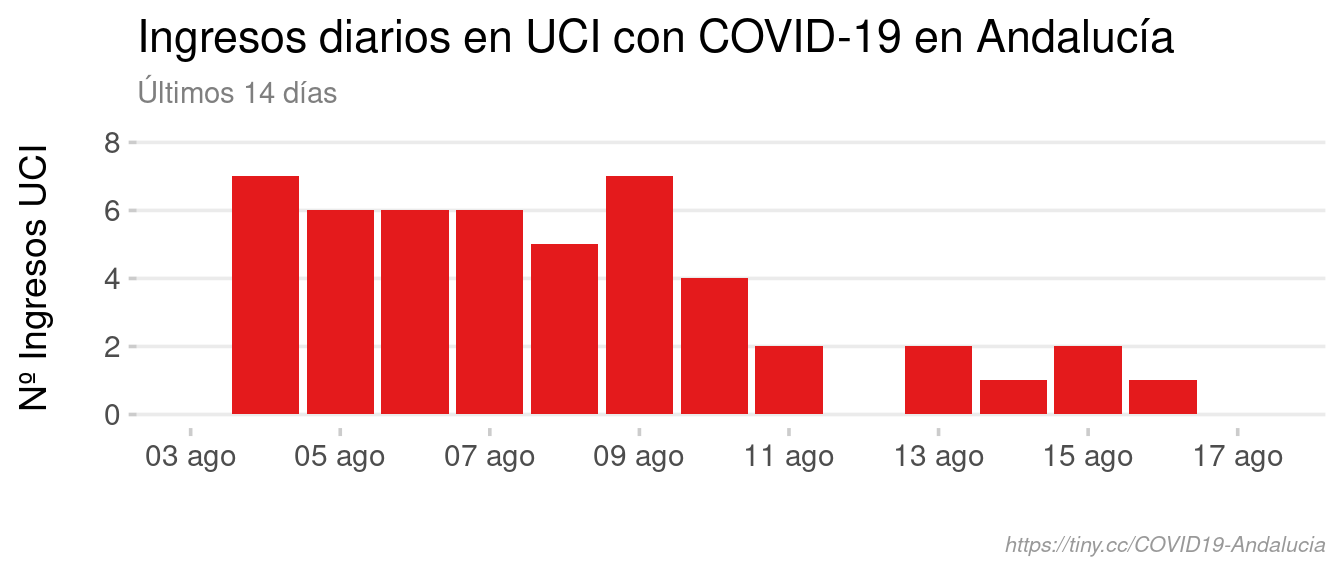 Ingresos diarios en UCI con COVID-19 en Andalucía
Últimos 14 días
Nº Ingresos UCI
8
6
4
2
0
03 ago 05 ago 07 ago 09 ago 11 ago 13 ago 15 ago 17 ago
https://tiny.cc/COVID19-Andalucia